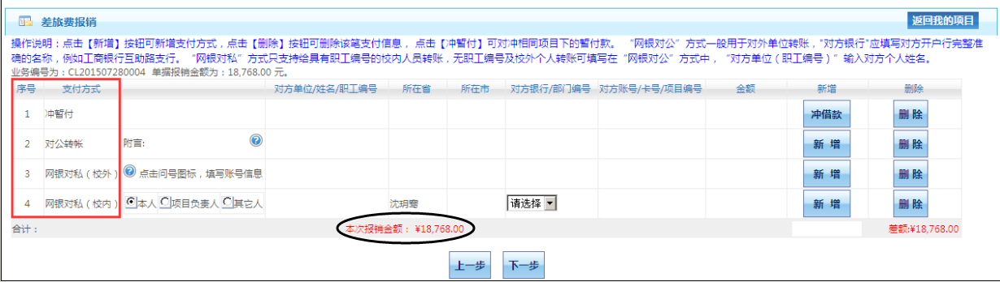 差旅费报销 返回我的项目
操作说明：点击【新增】按钮可新增支付方式，点击【删除】按钮可删除该笔支付信息， 点击【冲暂付】可对冲相同项目下的暂付款。 “网银对公”方式一般用于对外单位转账，“对方银行”应填写对方开户行完整准
确的名称，例如工商银行互助路支行。 “网银对私”方式只支持给具有职工编号的校内人员转账，无职工编号及校外个人转账可填写在“网银对公”方式中， “对方单位（职工编号）”输入对方个人姓名。
业务编号为：CL201507280004 单据报销金额为：18,768.00 元。
序号 支付方式 对方单位/姓名/职工编号 所在省 所在市 对方银行/部门编号 对方账号/卡号/项目编号 金额 新增 删除
1 冲暂付 冲借款 删 除
2 对公转帐 附言: 新 增 删 除
3 网银对私（校外） 点击问号图标，填写账号信息 新 增 删 除
4 网银对私（校内） 本人 项目负责人 其它人 沈玥骞 请选择 新 增 删 除
合计： 本次报销金额： ¥18,768.00 差额:¥18,768.00
上一步 下一步